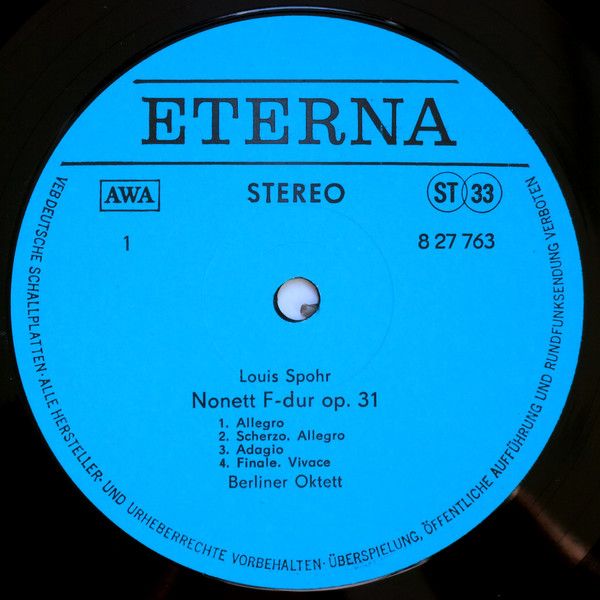 ETERNA
AWA
STEREO
ST 33
1
8 27 763
Louis Spohr
Nonett F-dur op. 31
1. Allegro
2. Scherzo. Allegro
3. Adagio
4. Finale. Vivace
Berliner Oktett
VEB DEUTSCHE SCHALLPLATTEN · ALLE HERSTELLER- UND URHEBERRECHTE VORBEHALTEN · ÜBERSPIELUNG, ÖFFENTLICHE AUFFÜHRUNG UND RUNDFUNKSENDUNG VERBOTEN